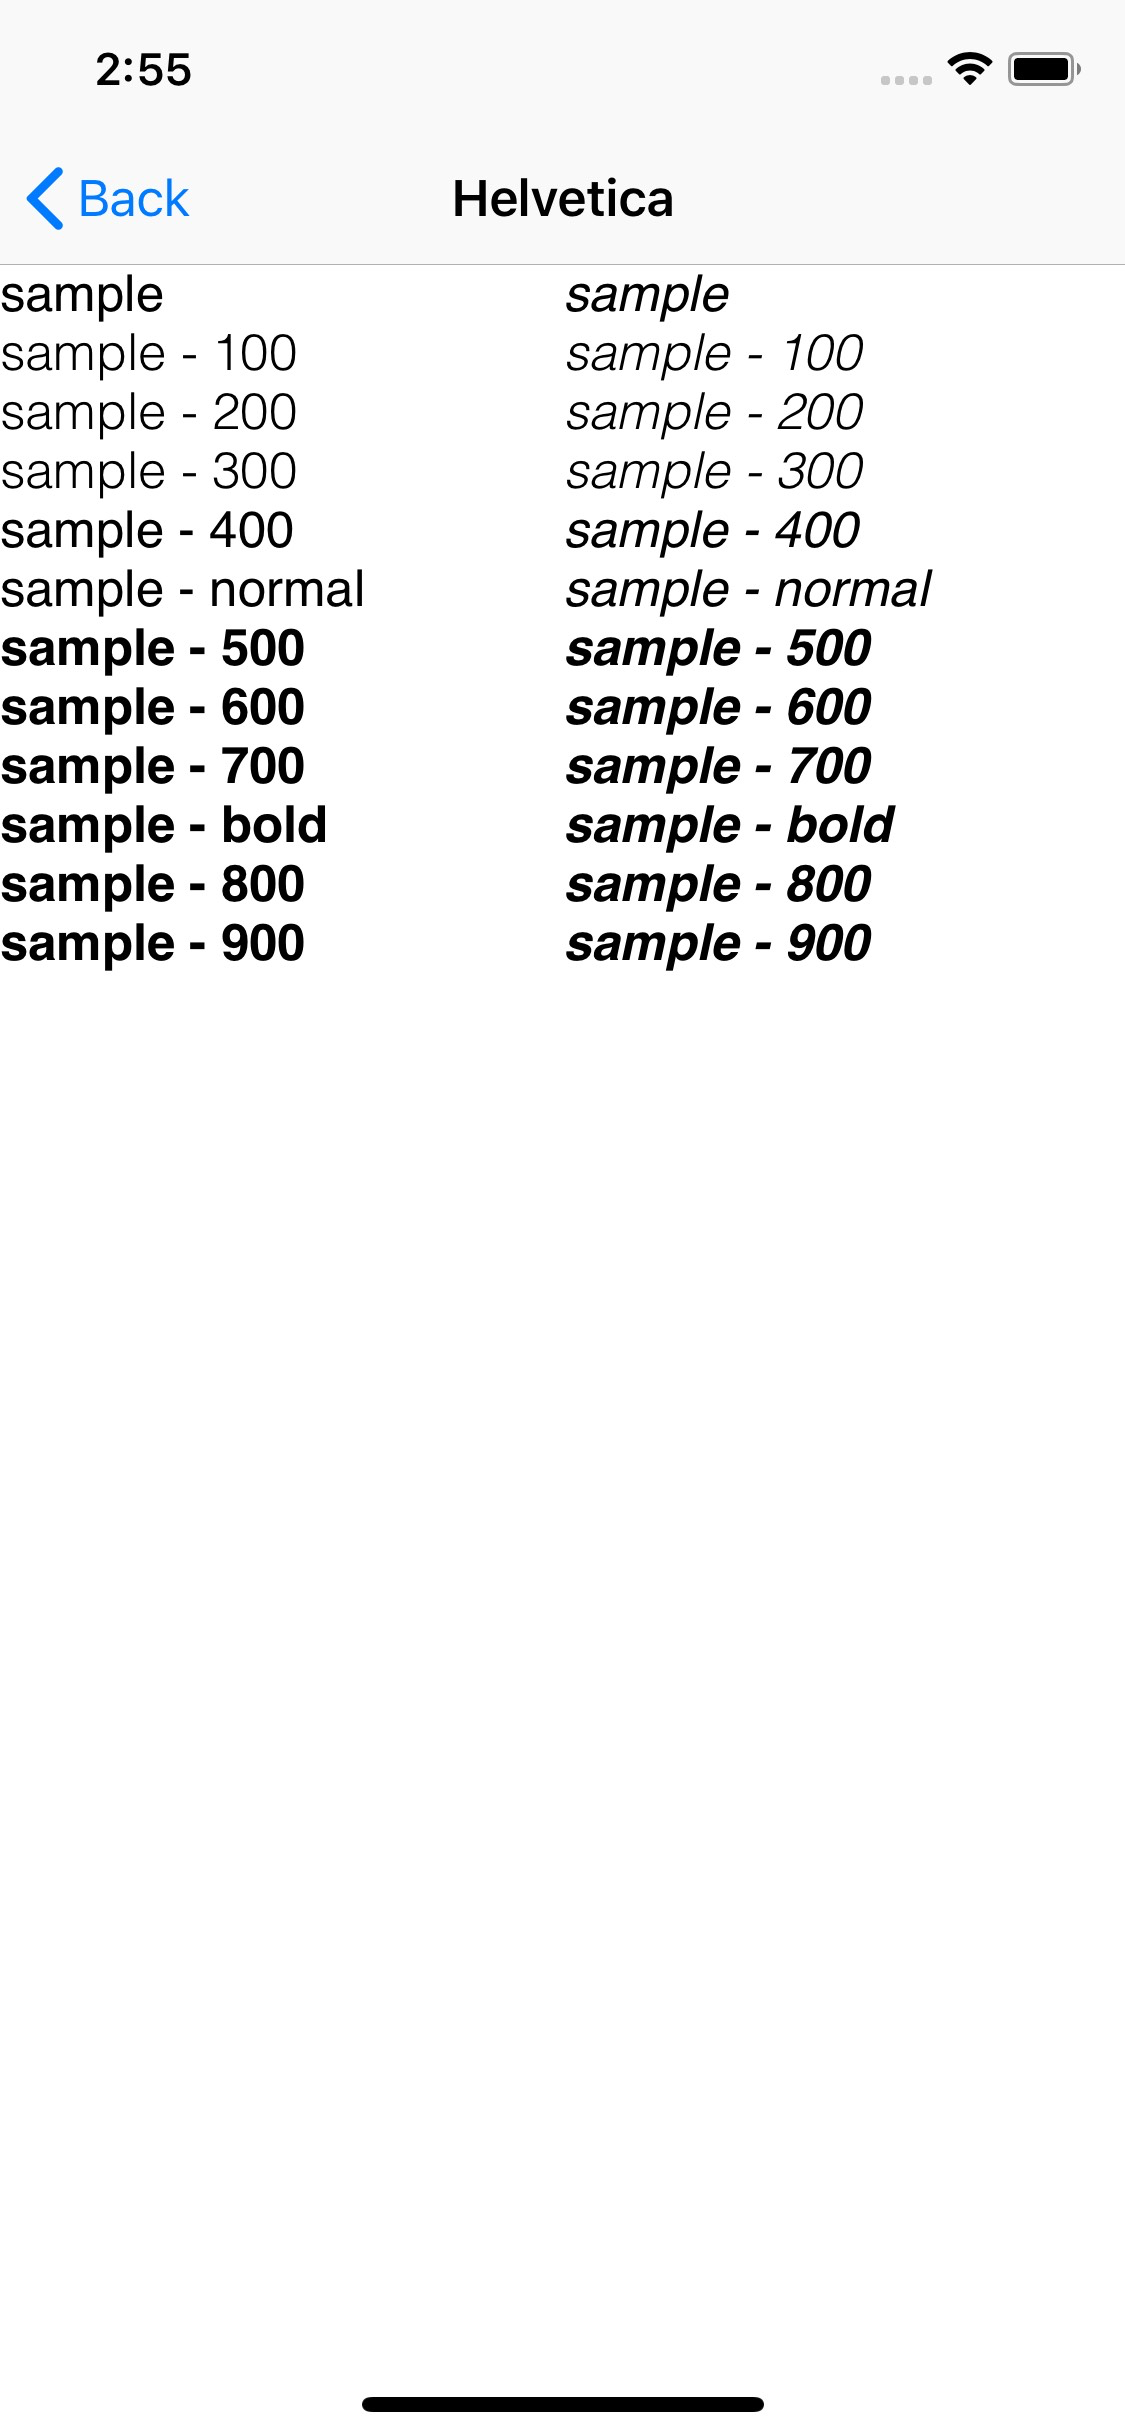 2:55
Back Helvetica
sample sample
sample - 100 sample - 100
sample - 200 sample - 200
sample - 300 sample - 300
sample - 400 sample - 400
sample - normal sample - normal
sample - 500 sample - 500
sample - 600 sample - 600
sample - 700 sample - 700
sample - bold sample - bold
sample - 800 sample - 800
sample - 900 sample - 900